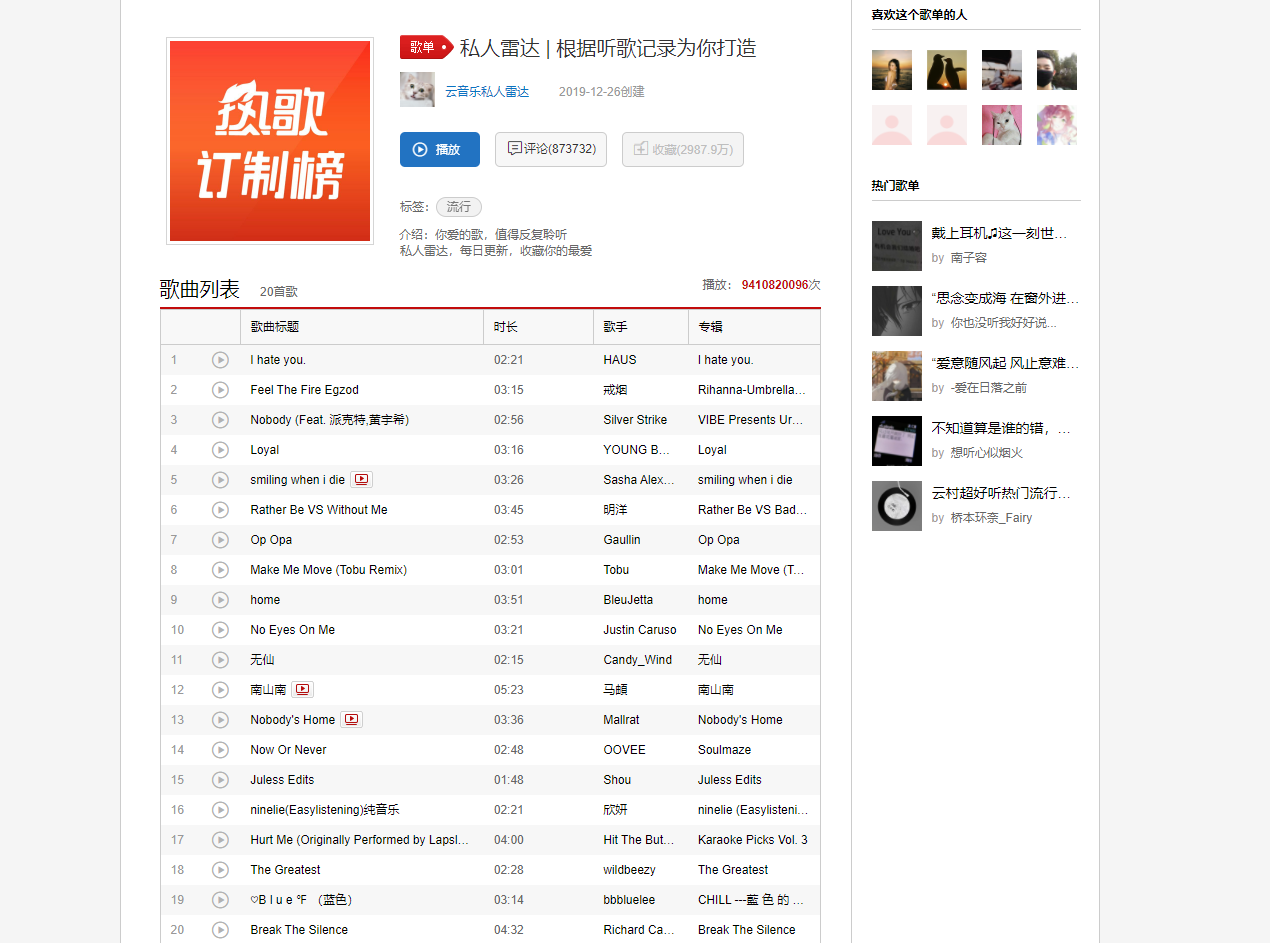 热歌
订制榜
歌单 私人雷达 | 根据听歌记录为你打造
云音乐私人雷达 2019-12-26创建
播放 评论(873732) 收藏(2987.9万)
标签： 流行
介绍：你爱的歌，值得反复聆听
私人雷达，每日更新，收藏你的最爱
歌曲列表 20首歌 播放： 9410820096次
歌曲标题 时长 歌手 专辑
1 I hate you. 02:21 HAUS I hate you.
2 Feel The Fire Egzod 03:15 戒烟 Rihanna-Umbrella…
3 Nobody (Feat. 派克特,黄宇希) 02:56 Silver Strike VIBE Presents Ur…
4 Loyal 03:16 YOUNG B… Loyal
5 smiling when i die 03:26 Sasha Alex… smiling when i die
6 Rather Be VS Without Me 03:45 明洋 Rather Be VS Bad…
7 Op Opa 02:53 Gaullin Op Opa
8 Make Me Move (Tobu Remix) 03:01 Tobu Make Me Move (T…
9 home 03:51 BleuJetta home
10 No Eyes On Me 03:21 Justin Caruso No Eyes On Me
11 无仙 02:15 Candy_Wind 无仙
12 南山南 05:23 马頔 南山南
13 Nobody's Home 03:36 Mallrat Nobody's Home
14 Now Or Never 02:48 OOVEE Soulmaze
15 Juless Edits 01:48 Shou Juless Edits
16 ninelie(Easylistening)纯音乐 02:21 欣妍 ninelie (Easylisteni…
17 Hurt Me (Originally Performed by Lapsl… 04:00 Hit The But… Karaoke Picks Vol. 3
18 The Greatest 02:28 wildbeezy The Greatest
19 ♡B l u e ℉ （蓝色） 03:14 bbbluelee CHILL ---藍 色 的 …
20 Break The Silence 04:32 Richard Ca… Break The Silence
喜欢这个歌单的人
热门歌单
Love You
戴上耳机♫这一刻世…
by 南子容
“思念变成海 在窗外进…
by 你也没听我好好说...
“爱意随风起 风止意难…
by -爱在日落之前
不知道算是谁的错，…
by 想听心似烟火
云村超好听热门流行…
by 桥本环奈_Fairy